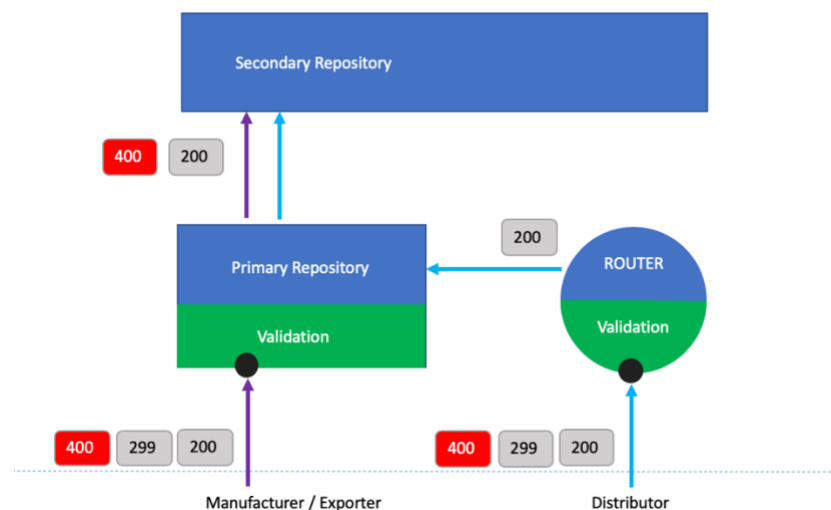 Secondary Repository
400 200
200
Primary Repository
ROUTER
Validation
Validation
400 299 200
400 299 200
Manufacturer / Exporter
Distributor